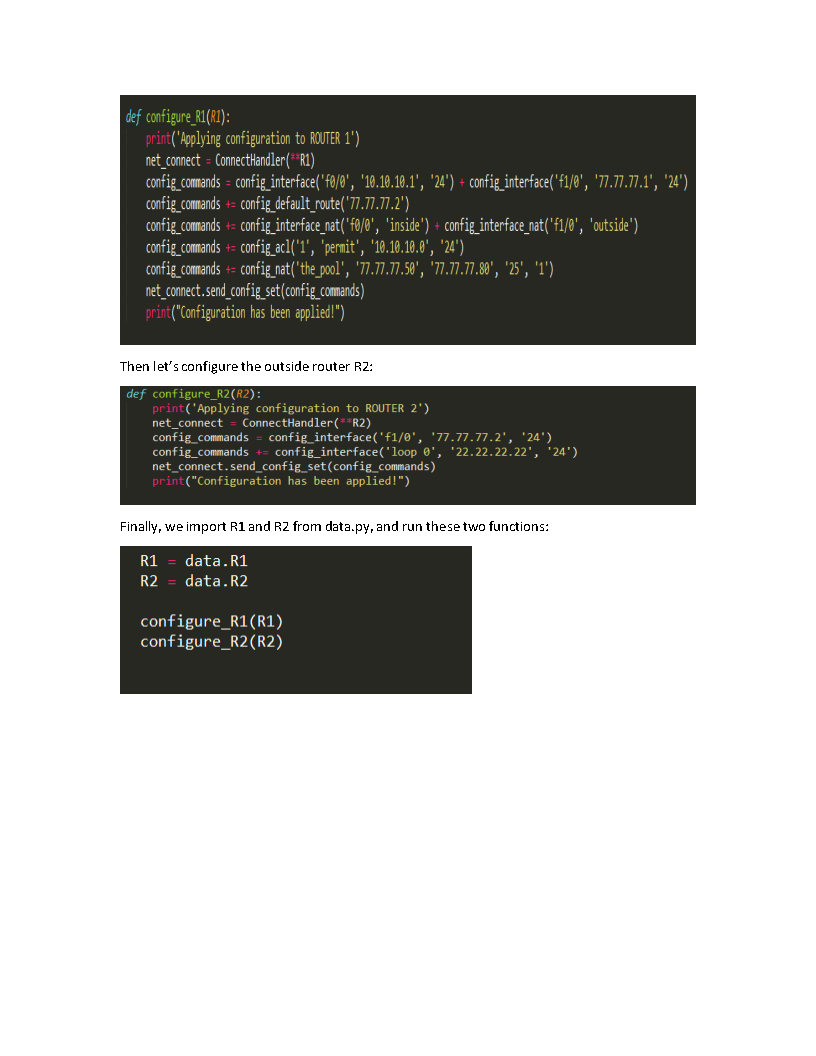 def configure_R1(R1):
    print('Applying configuration to ROUTER 1')
    net_connect = ConnectHandler(**R1)
    config_commands = config_interface('f0/0', '10.10.10.1', '24') + config_interface('f1/0', '77.77.77.1', '24')
    config_commands += config_default_route('77.77.77.2')
    config_commands += config_interface_nat('f0/0', 'inside') + config_interface_nat('f1/0', 'outside')
    config_commands += config_acl('1', 'permit', '10.10.10.0', '24')
    config_commands += config_nat('the_pool', '77.77.77.50', '77.77.77.80', '25', '1')
    net_connect.send_config_set(config_commands)
    print("Configuration has been applied!")
Then let’s configure the outside router R2:
def configure_R2(R2):
    print('Applying configuration to ROUTER 2')
    net_connect = ConnectHandler(**R2)
    config_commands = config_interface('f1/0', '77.77.77.2', '24')
    config_commands += config_interface('loop 0', '22.22.22.22', '24')
    net_connect.send_config_set(config_commands)
    print("Configuration has been applied!")
Finally, we import R1 and R2 from data.py, and run these two functions:
R1 = data.R1
R2 = data.R2
configure_R1(R1)
configure_R2(R2)